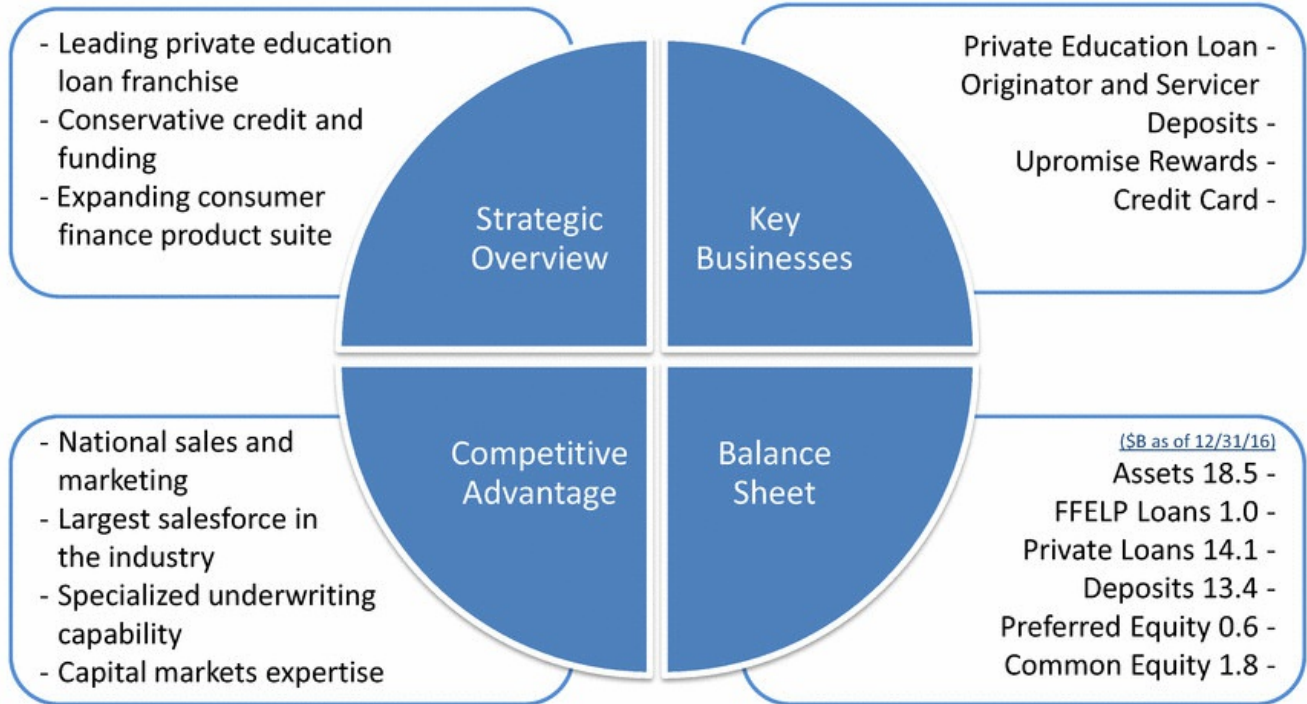 - Leading private education
loan franchise
- Conservative credit and
funding
- Expanding consumer
finance product suite
Strategic
Overview
Private Education Loan -
Originator and Servicer
Deposits -
Upromise Rewards -
Credit Card -
Key
Businesses
- National sales and
marketing
- Largest salesforce in
the industry
- Specialized underwriting
capability
- Capital markets expertise
Competitive
Advantage
Balance
Sheet
($B as of 12/31/16)
Assets 18.5 -
FFELP Loans 1.0 -
Private Loans 14.1 -
Deposits 13.4 -
Preferred Equity 0.6 -
Common Equity 1.8 -